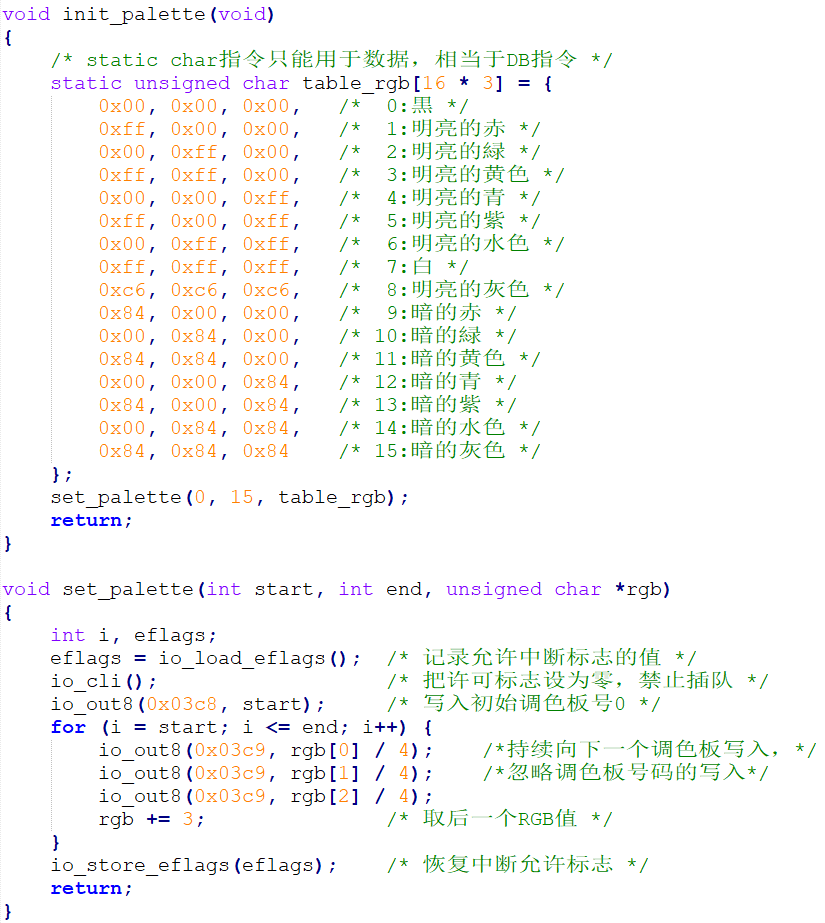 void init_palette(void)
{
    /* static char指令只能用于数据，相当于DB指令 */
    static unsigned char table_rgb[16 * 3] = {
        0x00, 0x00, 0x00,   /*  0:黒 */
        0xff, 0x00, 0x00,   /*  1:明亮的赤 */
        0x00, 0xff, 0x00,   /*  2:明亮的緑 */
        0xff, 0xff, 0x00,   /*  3:明亮的黄色 */
        0x00, 0x00, 0xff,   /*  4:明亮的青 */
        0xff, 0x00, 0xff,   /*  5:明亮的紫 */
        0x00, 0xff, 0xff,   /*  6:明亮的水色 */
        0xff, 0xff, 0xff,   /*  7:白 */
        0xc6, 0xc6, 0xc6,   /*  8:明亮的灰色 */
        0x84, 0x00, 0x00,   /*  9:暗的赤 */
        0x00, 0x84, 0x00,   /* 10:暗的緑 */
        0x84, 0x84, 0x00,   /* 11:暗的黄色 */
        0x00, 0x00, 0x84,   /* 12:暗的青 */
        0x84, 0x00, 0x84,   /* 13:暗的紫 */
        0x00, 0x84, 0x84,   /* 14:暗的水色 */
        0x84, 0x84, 0x84    /* 15:暗的灰色 */
    };
    set_palette(0, 15, table_rgb);
    return;
}

void set_palette(int start, int end, unsigned char *rgb)
{
    int i, eflags;
    eflags = io_load_eflags();  /* 记录允许中断标志的值 */
    io_cli();                   /* 把许可标志设为零，禁止插队 */
    io_out8(0x03c8, start);     /* 写入初始调色板号0 */
    for (i = start; i <= end; i++) {
        io_out8(0x03c9, rgb[0] / 4);    /*持续向下一个调色板写入，*/
        io_out8(0x03c9, rgb[1] / 4);    /*忽略调色板号码的写入*/
        io_out8(0x03c9, rgb[2] / 4);
        rgb += 3;               /* 取后一个RGB值 */
    }
    io_store_eflags(eflags);    /* 恢复中断允许标志 */
    return;
}